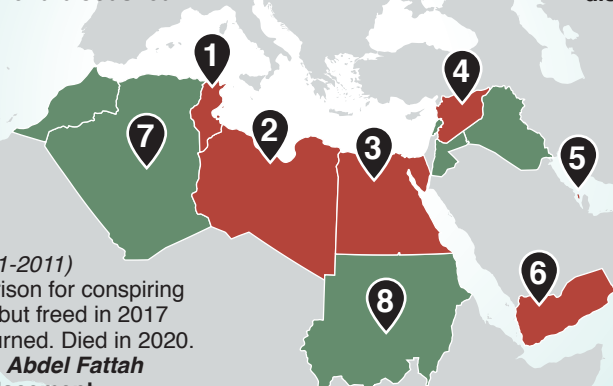 1
4
2
7
3
5
6
8
1-2011)
ison for conspiring
but freed in 2017
urned. Died in 2020.
Abdel Fattah